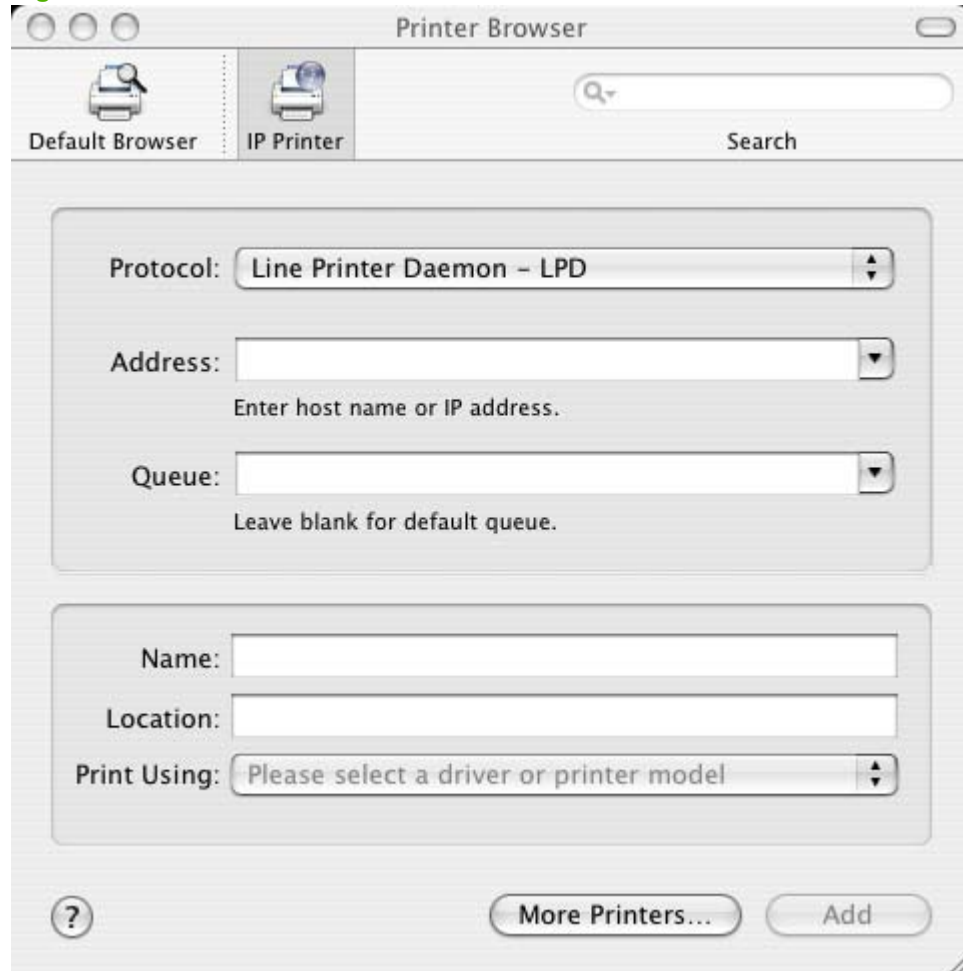 Printer Browser
Default Browser
IP Printer
Search
Protocol: Line Printer Daemon – LPD
Address:
Enter host name or IP address.
Queue:
Leave blank for default queue.
Name:
Location:
Print Using: Please select a driver or printer model
?
More Printers...
Add